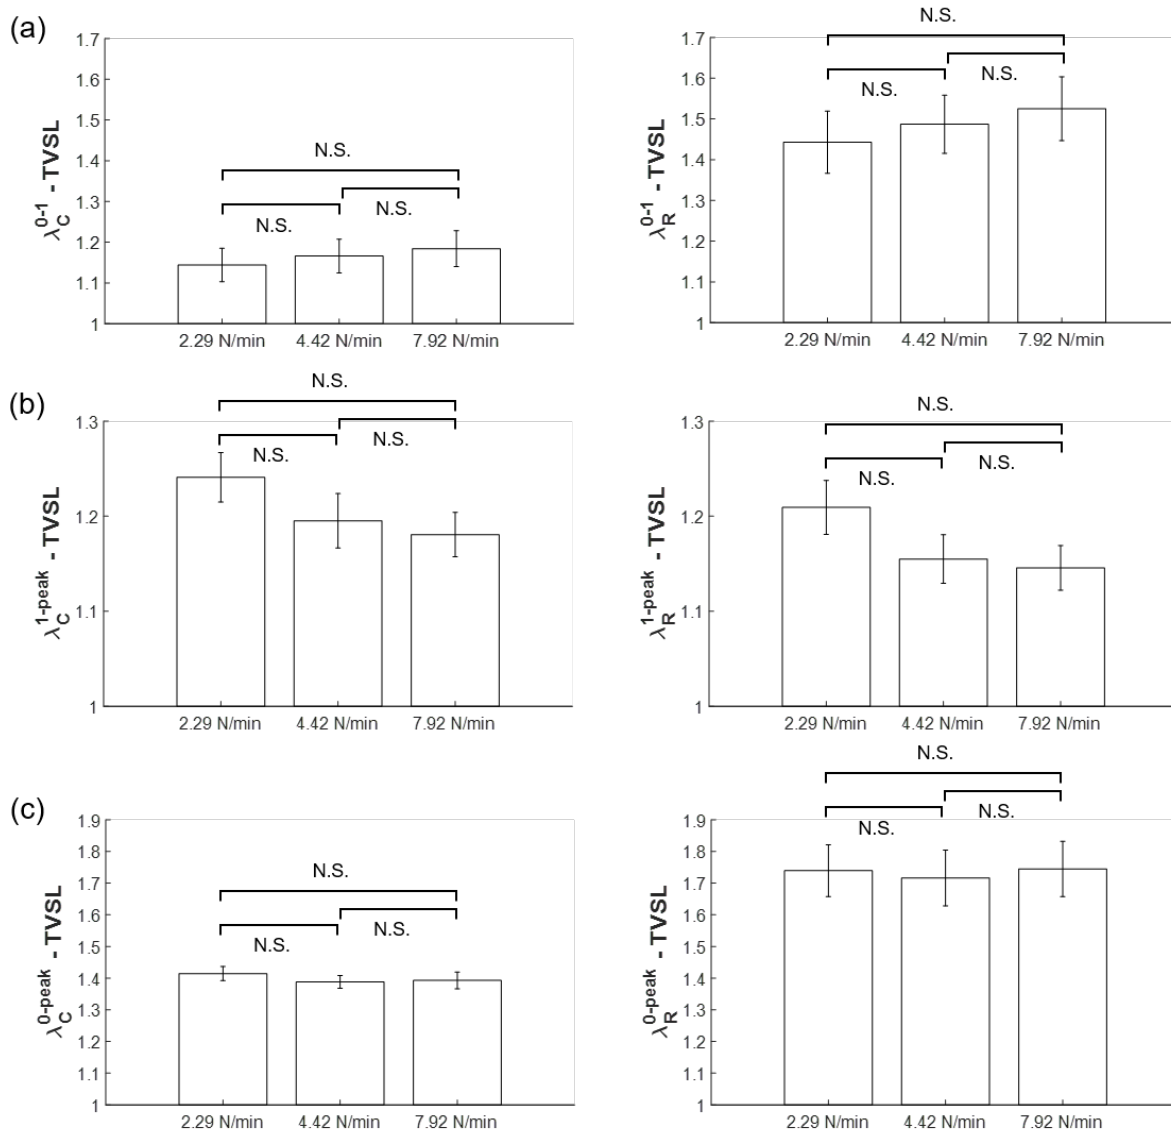 (a)
λC0-1 - TVSL
1.7
1.6
1.5
1.4
1.3
1.2
1.1
1
N.S.
N.S.
N.S.
2.29 N/min 4.42 N/min 7.92 N/min
λR0-1 - TVSL
1.7
1.6
1.5
1.4
1.3
1.2
1.1
1
N.S.
N.S.
N.S.
2.29 N/min 4.42 N/min 7.92 N/min
(b)
λC1-peak - TVSL
1.3
1.2
1.1
1
N.S.
N.S.
N.S.
2.29 N/min 4.42 N/min 7.92 N/min
λR1-peak - TVSL
1.3
1.2
1.1
1
N.S.
N.S.
N.S.
2.29 N/min 4.42 N/min 7.92 N/min
(c)
λC0-peak - TVSL
1.9
1.8
1.7
1.6
1.5
1.4
1.3
1.2
1.1
1
N.S.
N.S.
N.S.
2.29 N/min 4.42 N/min 7.92 N/min
λR0-peak - TVSL
1.9
1.8
1.7
1.6
1.5
1.4
1.3
1.2
1.1
1
N.S.
N.S.
N.S.
2.29 N/min 4.42 N/min 7.92 N/min